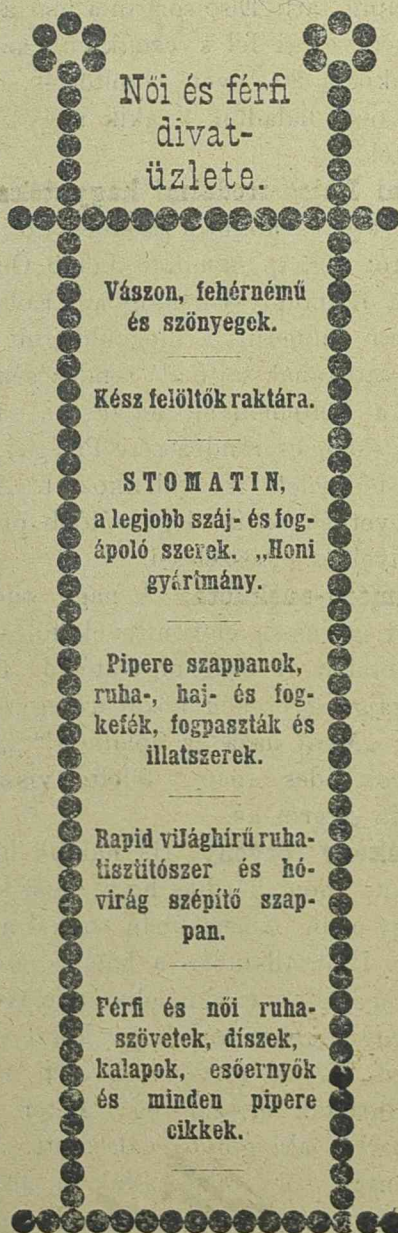 Női és férfi
divat-
üzlete.
Vászon, fehérnémű
és szönyegek.
Kész felöltők raktára.
STOMATIN,
a legjobb száj- és fog-
ápoló szerek. „Honi
gyártmány.
Pipere szappanok,
ruha-, haj- és fog-
kefék, fogpaszták és
illatszerek.
Rapid világhírű ruha-
tisztítószer és hó-
virág szépítő szap-
pan.
Férfi és női ruha-
szövetek, díszek,
kalapok, esőernyők
és minden pipere
cikkek.